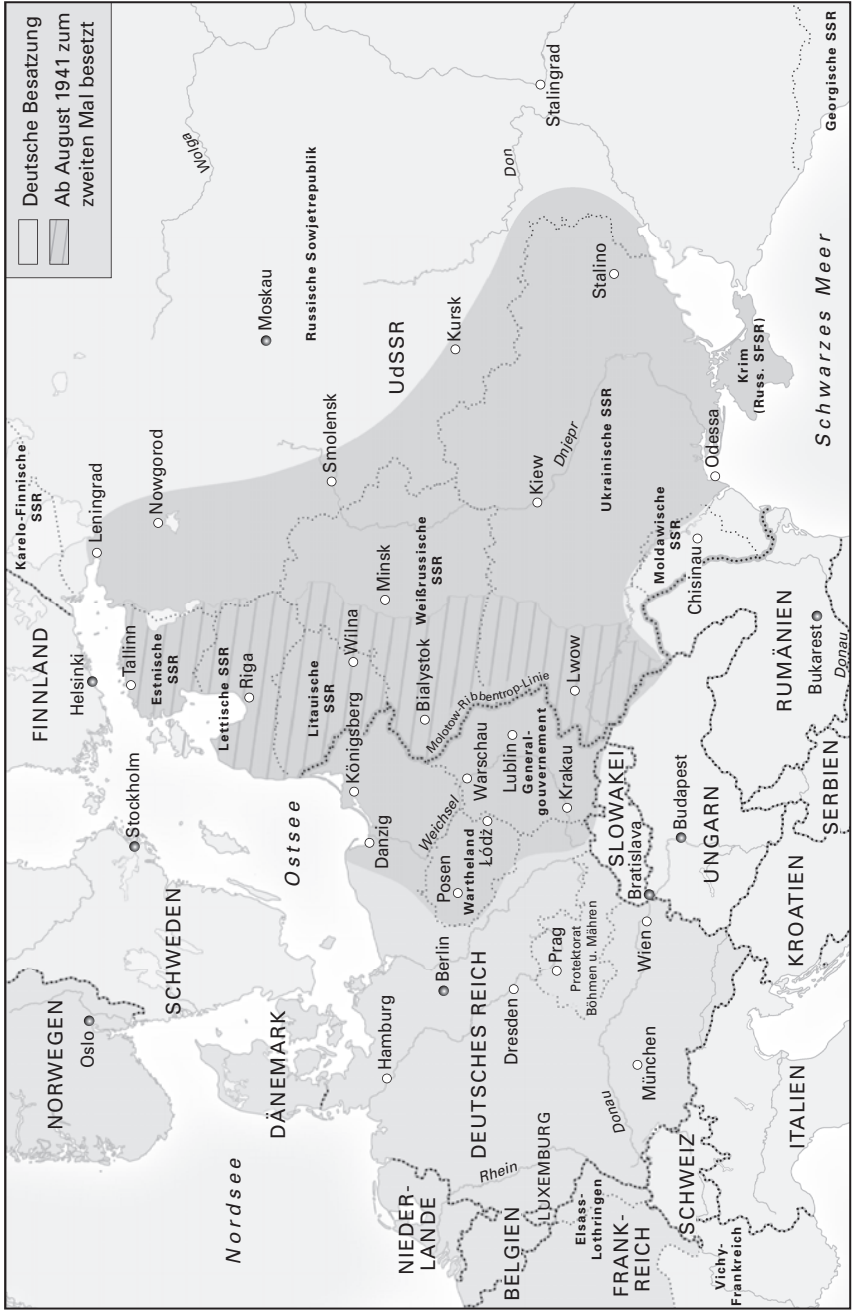 Deutsche Besatzung
Ab August 1941 zum
zweiten Mal besetzt
NORWEGEN
Oslo
SCHWEDEN
Stockholm
FINNLAND
Helsinki
Karelo-Finnische-
SSR
Leningrad
Nowgorod
Tallinn
Estnische
SSR
Lettische SSR
Riga
Litauische
SSR
Wilna
Wolga
Moskau
Russische Sowjetrepublik
UdSSR
Smolensk
Kursk
Don
Stalingrad
Georgische SSR
Nordsee
DÄNEMARK
Ostsee
Königsberg
Danzig
Minsk
Weißrussische
SSR
Bialystok
Molotow-Ribbentrop-Linie
Hamburg
Berlin
DEUTSCHES REICH
Dresden
Posen
Wartheland
Łódź
Weichsel
Warschau
Lublin
General-
gouvernement
Krakau
Lwow
Kiew
Dnjepr
Ukrainische SSR
Stalino
NIEDER-
LANDE
BELGIEN
LUXEMBURG
Rhein
Elsass-
Lothringen
FRANK-
REICH
Donau
München
Prag
Protektorat
Böhmen u. Mähren
Wien
SLOWAKEI
Bratislava
Budapest
UNGARN
Moldawische
SSR
Chisinau
Odessa
Krim
(Russ. SFSR)
Schwarzes Meer
SCHWEIZ
Vichy-
Frankreich
ITALIEN
KROATIEN
SERBIEN
RUMÄNIEN
Bukarest
Donau